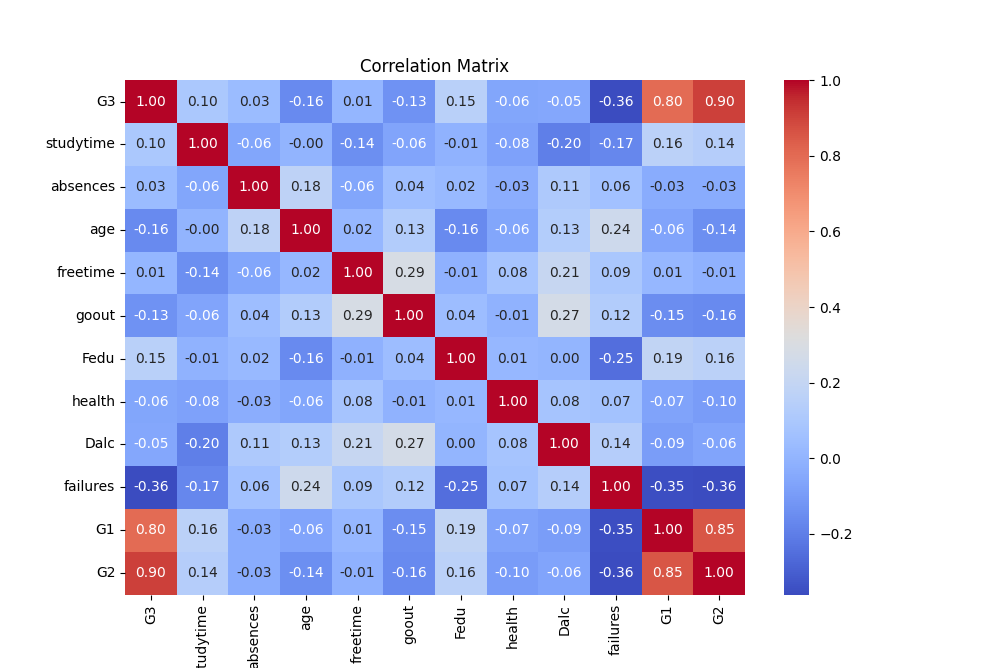 Correlation Matrix
G3 1.00 0.10 0.03 -0.16 0.01 -0.13 0.15 -0.06 -0.05 -0.36 0.80 0.90
studytime 0.10 1.00 -0.06 -0.00 -0.14 -0.06 -0.01 -0.08 -0.20 -0.17 0.16 0.14
absences 0.03 -0.06 1.00 0.18 -0.06 0.04 0.02 -0.03 0.11 0.06 -0.03 -0.03
age -0.16 -0.00 0.18 1.00 0.02 0.13 -0.16 -0.06 0.13 0.24 -0.06 -0.14
freetime 0.01 -0.14 -0.06 0.02 1.00 0.29 -0.01 0.08 0.21 0.09 0.01 -0.01
goout -0.13 -0.06 0.04 0.13 0.29 1.00 0.04 -0.01 0.27 0.12 -0.15 -0.16
Fedu 0.15 -0.01 0.02 -0.16 -0.01 0.04 1.00 0.01 0.00 -0.25 0.19 0.16
health -0.06 -0.08 -0.03 -0.06 0.08 -0.01 0.01 1.00 0.08 0.07 -0.07 -0.10
Dalc -0.05 -0.20 0.11 0.13 0.21 0.27 0.00 0.08 1.00 0.14 -0.09 -0.06
failures -0.36 -0.17 0.06 0.24 0.09 0.12 -0.25 0.07 0.14 1.00 -0.35 -0.36
G1 0.80 0.16 -0.03 -0.06 0.01 -0.15 0.19 -0.07 -0.09 -0.35 1.00 0.85
G2 0.90 0.14 -0.03 -0.14 -0.01 -0.16 0.16 -0.10 -0.06 -0.36 0.85 1.00
G3 tudytime absences age freetime goout Fedu health Dalc failures G1 G2
1.0
0.8
0.6
0.4
0.2
0.0
−0.2